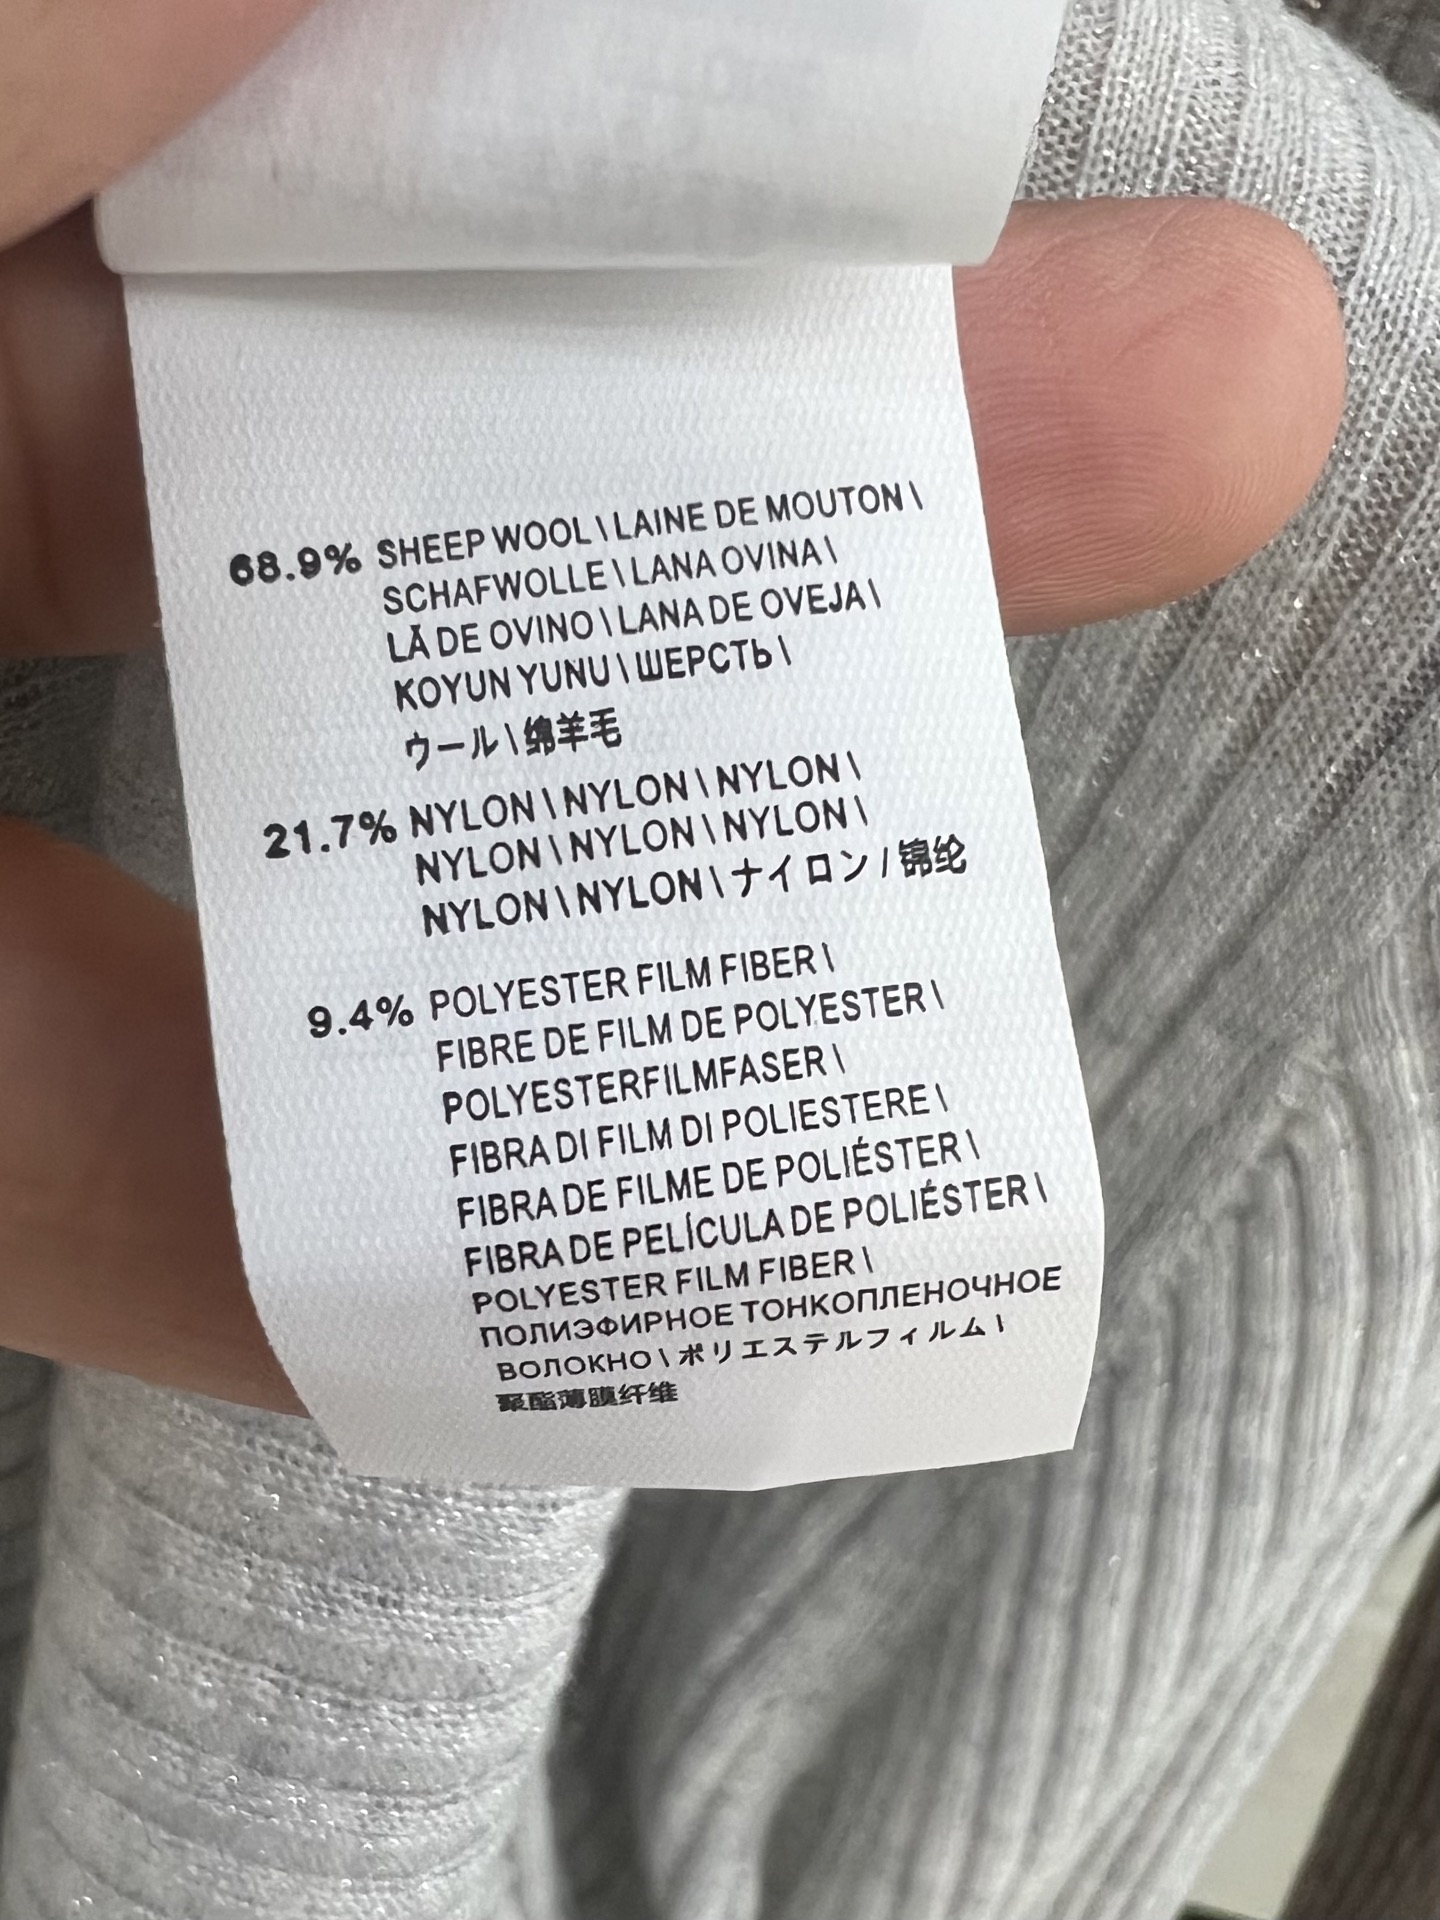 68.9% SHEEP WOOL \ LAINE DE MOUTON \
SCHAFWOLLE \ LANA OVINA \
LÃ DE OVINO \ LANA DE OVEJA \
KOYUN YUNU \ ШЕРСТЬ \
ウール \ 绵羊毛
21.7% NYLON \ NYLON \ NYLON \
NYLON \ NYLON \ NYLON \
NYLON \ NYLON \ ナイロン / 锦纶
9.4% POLYESTER FILM FIBER \
FIBRE DE FILM DE POLYESTER \
POLYESTERFILMFASER \
FIBRA DI FILM DI POLIESTERE \
FIBRA DE FILME DE POLIÉSTER \
FIBRA DE PELÍCULA DE POLIÉSTER \
POLYESTER FILM FIBER \
ПОЛИЭФИРНОЕ ТОНКОПЛЕНОЧНОЕ
ВОЛОКНО \ ポリエステルフィルム \
聚酯薄膜纤维